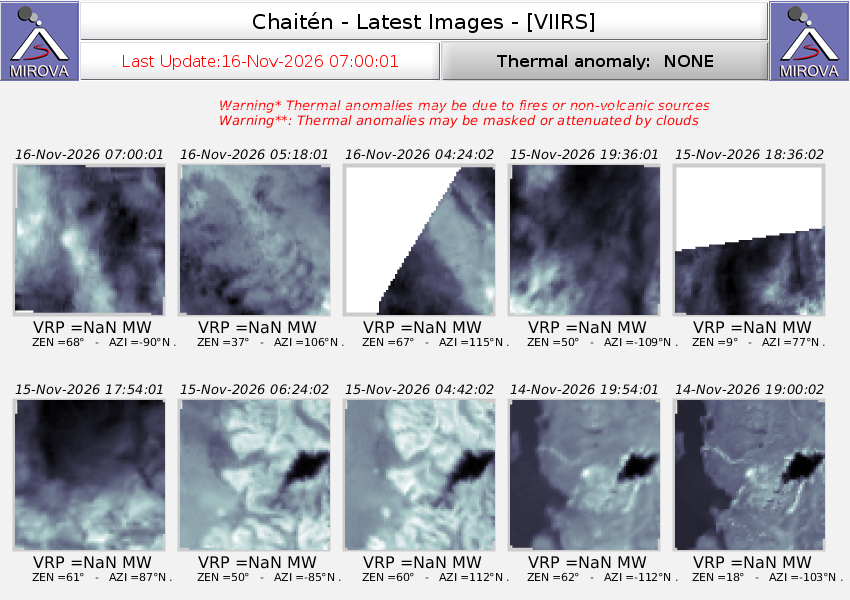 MIROVA
Chaitén - Latest Images - [VIIRS]
MIROVA
Last Update:16-Nov-2026 07:00:01
Thermal anomaly: NONE
Warning* Thermal anomalies may be due to fires or non-volcanic sources
Warning**: Thermal anomalies may be masked or attenuated by clouds
16-Nov-2026 07:00:01 16-Nov-2026 05:18:01 16-Nov-2026 04:24:02 15-Nov-2026 19:36:01 15-Nov-2026 18:36:02
VRP =NaN MW VRP =NaN MW VRP =NaN MW VRP =NaN MW VRP =NaN MW
ZEN =68° - AZI =-90°N . ZEN =37° - AZI =106°N . ZEN =67° - AZI =115°N . ZEN =50° - AZI =-109°N . ZEN =9° - AZI =77°N .
15-Nov-2026 17:54:01 15-Nov-2026 06:24:02 15-Nov-2026 04:42:02 14-Nov-2026 19:54:01 14-Nov-2026 19:00:02
VRP =NaN MW VRP =NaN MW VRP =NaN MW VRP =NaN MW VRP =NaN MW
ZEN =61° - AZI =87°N . ZEN =50° - AZI =-85°N . ZEN =60° - AZI =112°N . ZEN =62° - AZI =-112°N . ZEN =18° - AZI =-103°N .